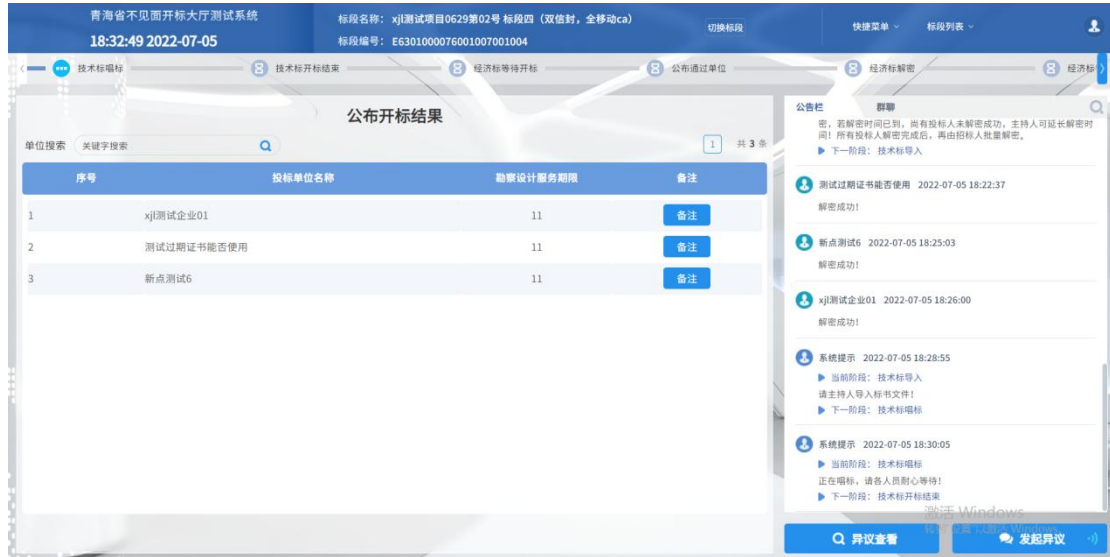 青海省不见面开标大厅测试系统
18:32:49 2022-07-05
标段名称： xjl测试项目0629第02号 标段四（双信封，全移动ca）
标段编号： E6301000076001007001004
切换标段
快捷菜单
标段列表
技术标唱标
技术标开标结束
经济标等待开标
公布通过单位
经济标解密
经济标
公布开标结果
单位搜索 关键字搜索
1 共 3 条
序号 投标单位名称 勘察设计服务期限 备注
1 xjl测试企业01 11 备注
2 测试过期证书能否使用 11 备注
3 新点测试6 11 备注
公告栏 群聊
密，若解密时间已到，尚有投标人未解密成功，主持人可延长解密时
间！所有投标人解密完成后，再由招标人批量解密。
下一阶段： 技术标导入
测试过期证书能否使用 2022-07-05 18:22:37
解密成功！
新点测试6 2022-07-05 18:25:03
解密成功！
xjl测试企业01 2022-07-05 18:26:00
解密成功！
系统提示 2022-07-05 18:28:55
当前阶段： 技术标导入
请主持人导入标书文件！
下一阶段： 技术标唱标
系统提示 2022-07-05 18:30:05
当前阶段： 技术标唱标
正在唱标，请各人员耐心等待！
下一阶段： 技术标开标结束
激活 Windows
异议查看
发起异议